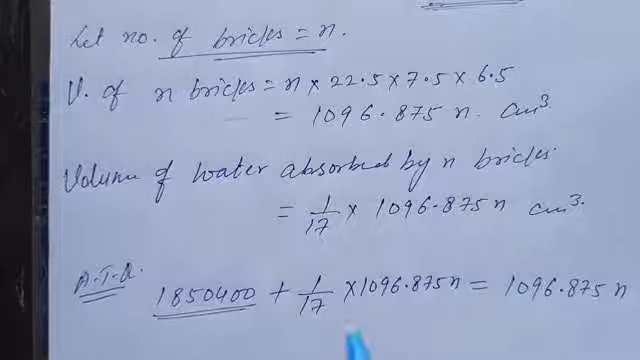 Let no. of bricks = n.
V. of n bricks = n × 22.5 × 7.5 × 6.5
= 1096.875 n. cm³.
Volume of water absorbed by n bricks.
= 1/17 × 1096.875 n cm³.
A.T.Q. 1850400 + 1/17 × 1096.875 n = 1096.875 n